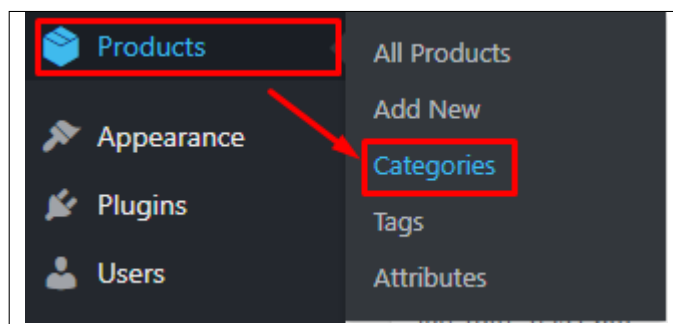 Products
Appearance
Plugins
Users
All Products
Add New
Categories
Tags
Attributes